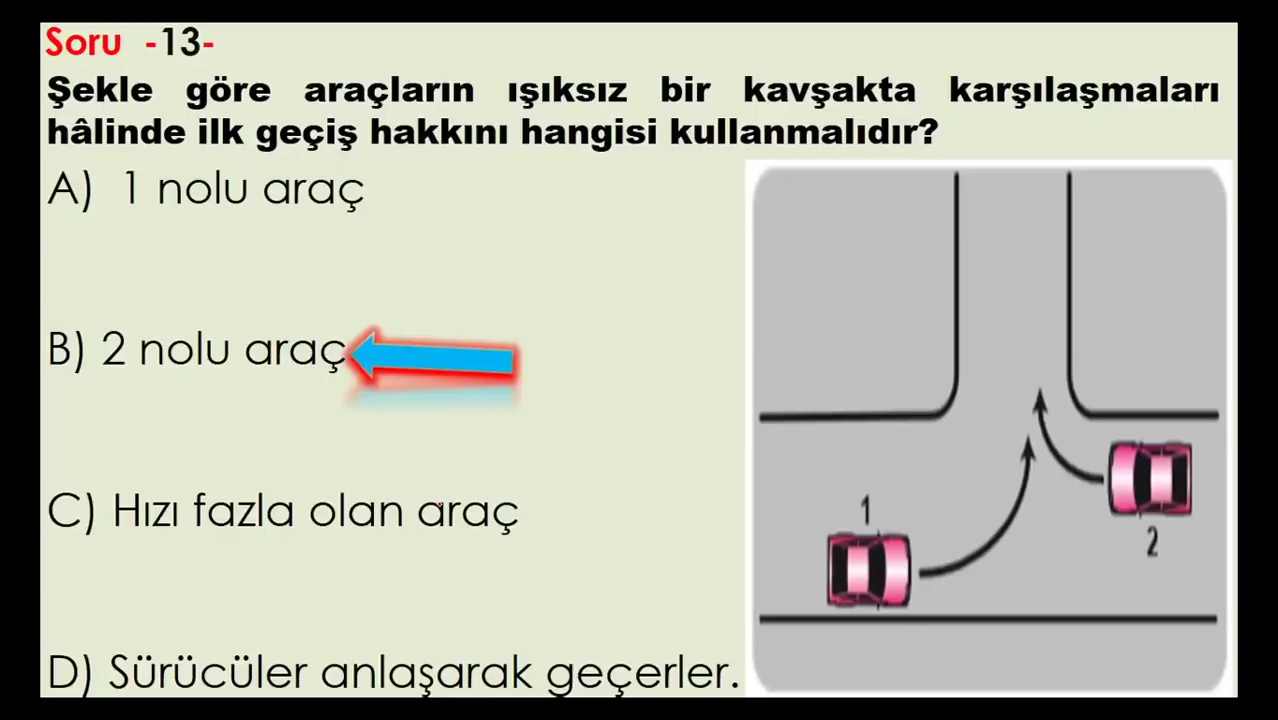 Soru -13-
Şekle göre araçların ışıksız bir kavşakta karşılaşmaları
hâlinde ilk geçiş hakkını hangisi kullanmalıdır?
A) 1 nolu araç
B) 2 nolu araç
C) Hızı fazla olan araç
D) Sürücüler anlaşarak geçerler.
1
2